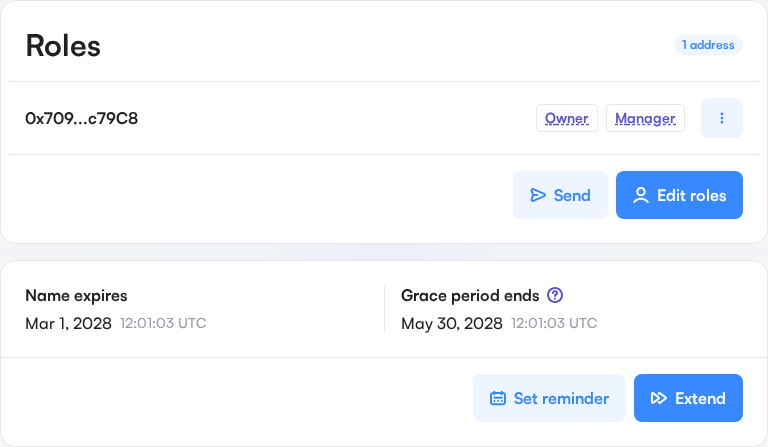 Roles
1 address
0x709...c79C8
Owner
Manager
Send
Edit roles
Name expires
Mar 1, 2028 12:01:03 UTC
Grace period ends
May 30, 2028 12:01:03 UTC
Set reminder
Extend